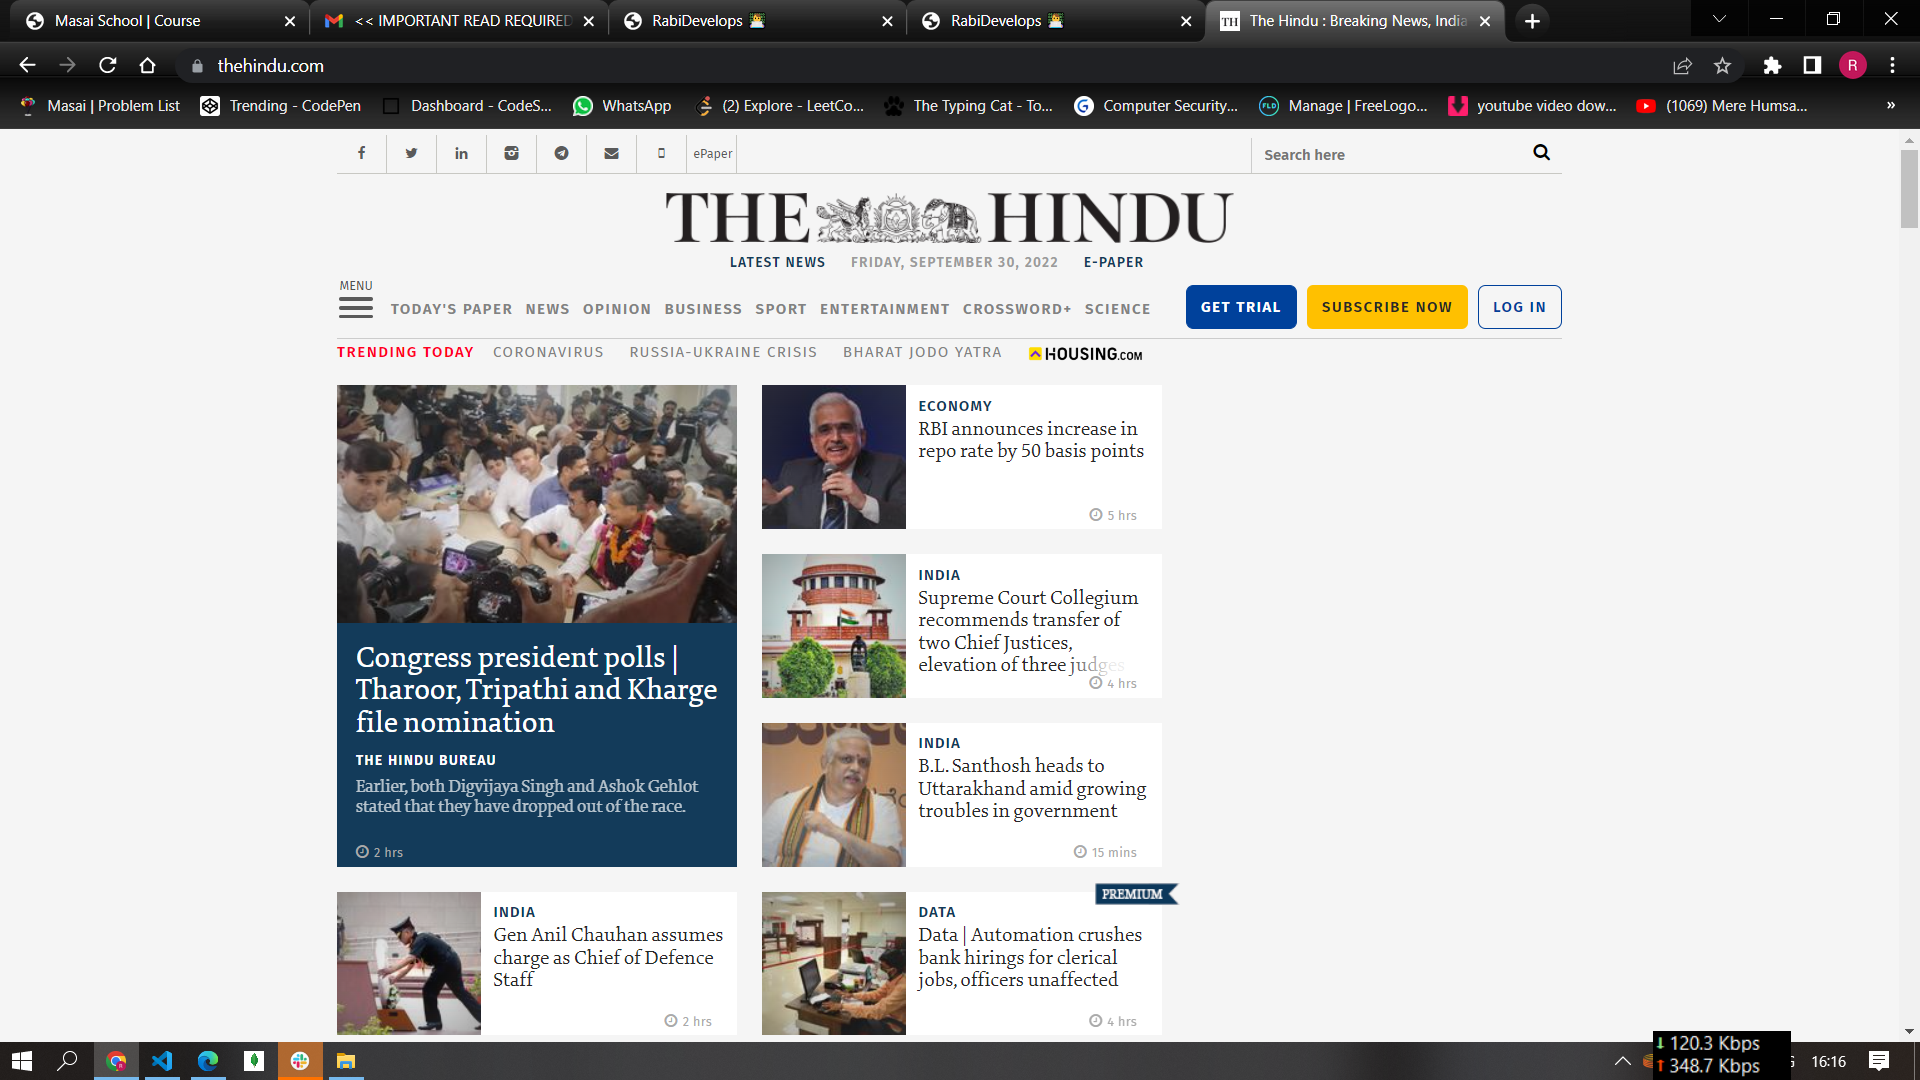 Masai School | Course
<< IMPORTANT READ REQUIRED
RabiDevelops
RabiDevelops
TH
The Hindu : Breaking News, India
thehindu.com
R
Masai | Problem List
Trending - CodePen
Dashboard - CodeS...
WhatsApp
(2) Explore - LeetCo...
The Typing Cat - To...
G
Computer Security...
FLD
Manage | FreeLogo...
youtube video dow...
(1069) Mere Humsa...
»
ePaper
Search here
THE HINDU
LATEST NEWS
FRIDAY, SEPTEMBER 30, 2022
E-PAPER
MENU
TODAY'S PAPER
NEWS
OPINION
BUSINESS
SPORT
ENTERTAINMENT
CROSSWORD+
SCIENCE
GET TRIAL
SUBSCRIBE NOW
LOG IN
TRENDING TODAY
CORONAVIRUS
RUSSIA-UKRAINE CRISIS
BHARAT JODO YATRA
HOUSING.COM
Congress president polls |
Tharoor, Tripathi and Kharge
file nomination
THE HINDU BUREAU
Earlier, both Digvijaya Singh and Ashok Gehlot
stated that they have dropped out of the race.
2 hrs
ECONOMY
RBI announces increase in
repo rate by 50 basis points
5 hrs
INDIA
Supreme Court Collegium
recommends transfer of
two Chief Justices,
elevation of three judges
4 hrs
INDIA
B.L. Santhosh heads to
Uttarakhand amid growing
troubles in government
15 mins
INDIA
Gen Anil Chauhan assumes
charge as Chief of Defence
Staff
2 hrs
PREMIUM
DATA
Data | Automation crushes
bank hirings for clerical
jobs, officers unaffected
4 hrs
120.3 Kbps
348.7 Kbps
16:16